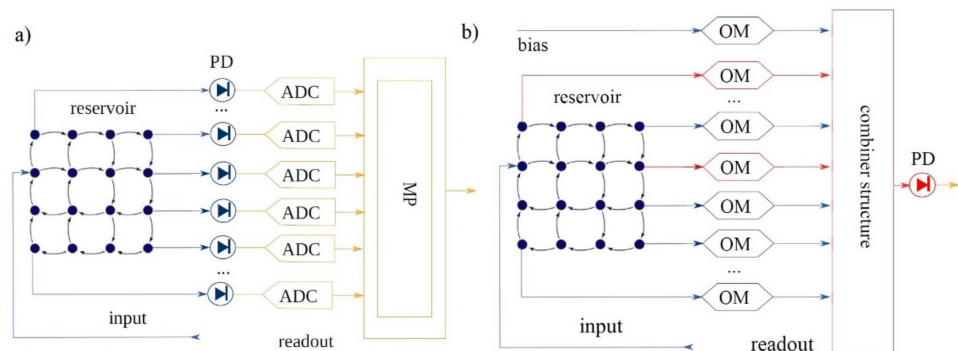 a)
PD
reservoir
ADC
...
ADC
ADC
ADC
ADC
...
ADC
MP
input
readout
b)
bias
OM
reservoir
OM
...
OM
OM
OM
OM
...
OM
combiner structure
PD
input
readout